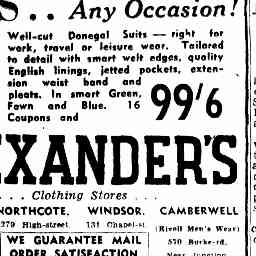 S . . Any Occasion!
Well-cut Donegal Suits — right for
work, travel or leisure wear. Tailored
to detail with smart welt edges, quality
English linings, jetted pockets, exten-
sion waist band and
pleats. In smart Green,
Fawn and Blue. 16
Coupons and
99'6
XANDER'S
. . . Clothing Stores . . .
NORTHCOTE, WINDSOR, CAMBERWELL
279 High-street 131 Chapel-st. (Rivoli Men's Wear)
570 Burke-rd.
Near Junction
WE GUARANTEE MAIL
ORDER SATISFACTION